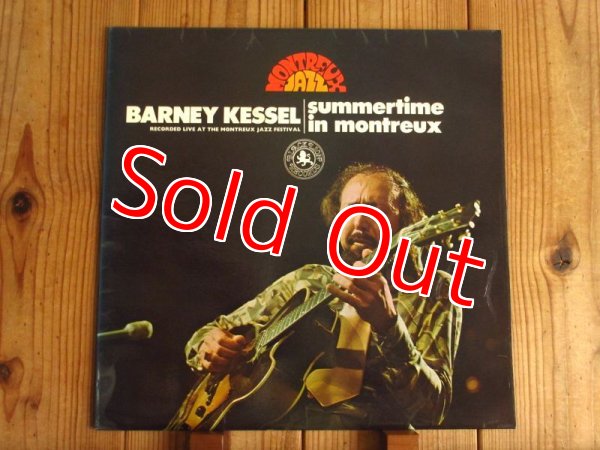 MONTREUX
JAZZ
BARNEY KESSEL
RECORDED LIVE AT THE MONTREUX JAZZ FESTIVAL
summertime
in montreux
Sold Out